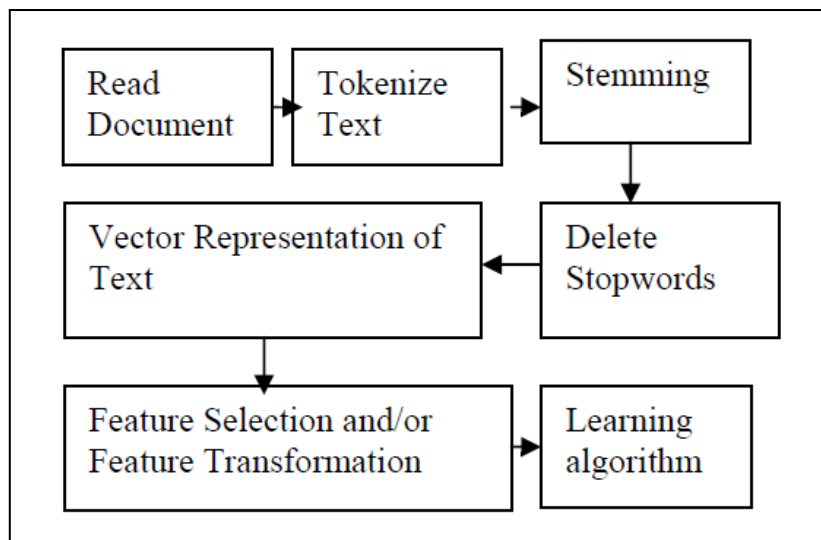 Read
Document
Tokenize
Text
Stemming
Delete
Stopwords
Vector Representation of
Text
Feature Selection and/or
Feature Transformation
Learning
algorithm